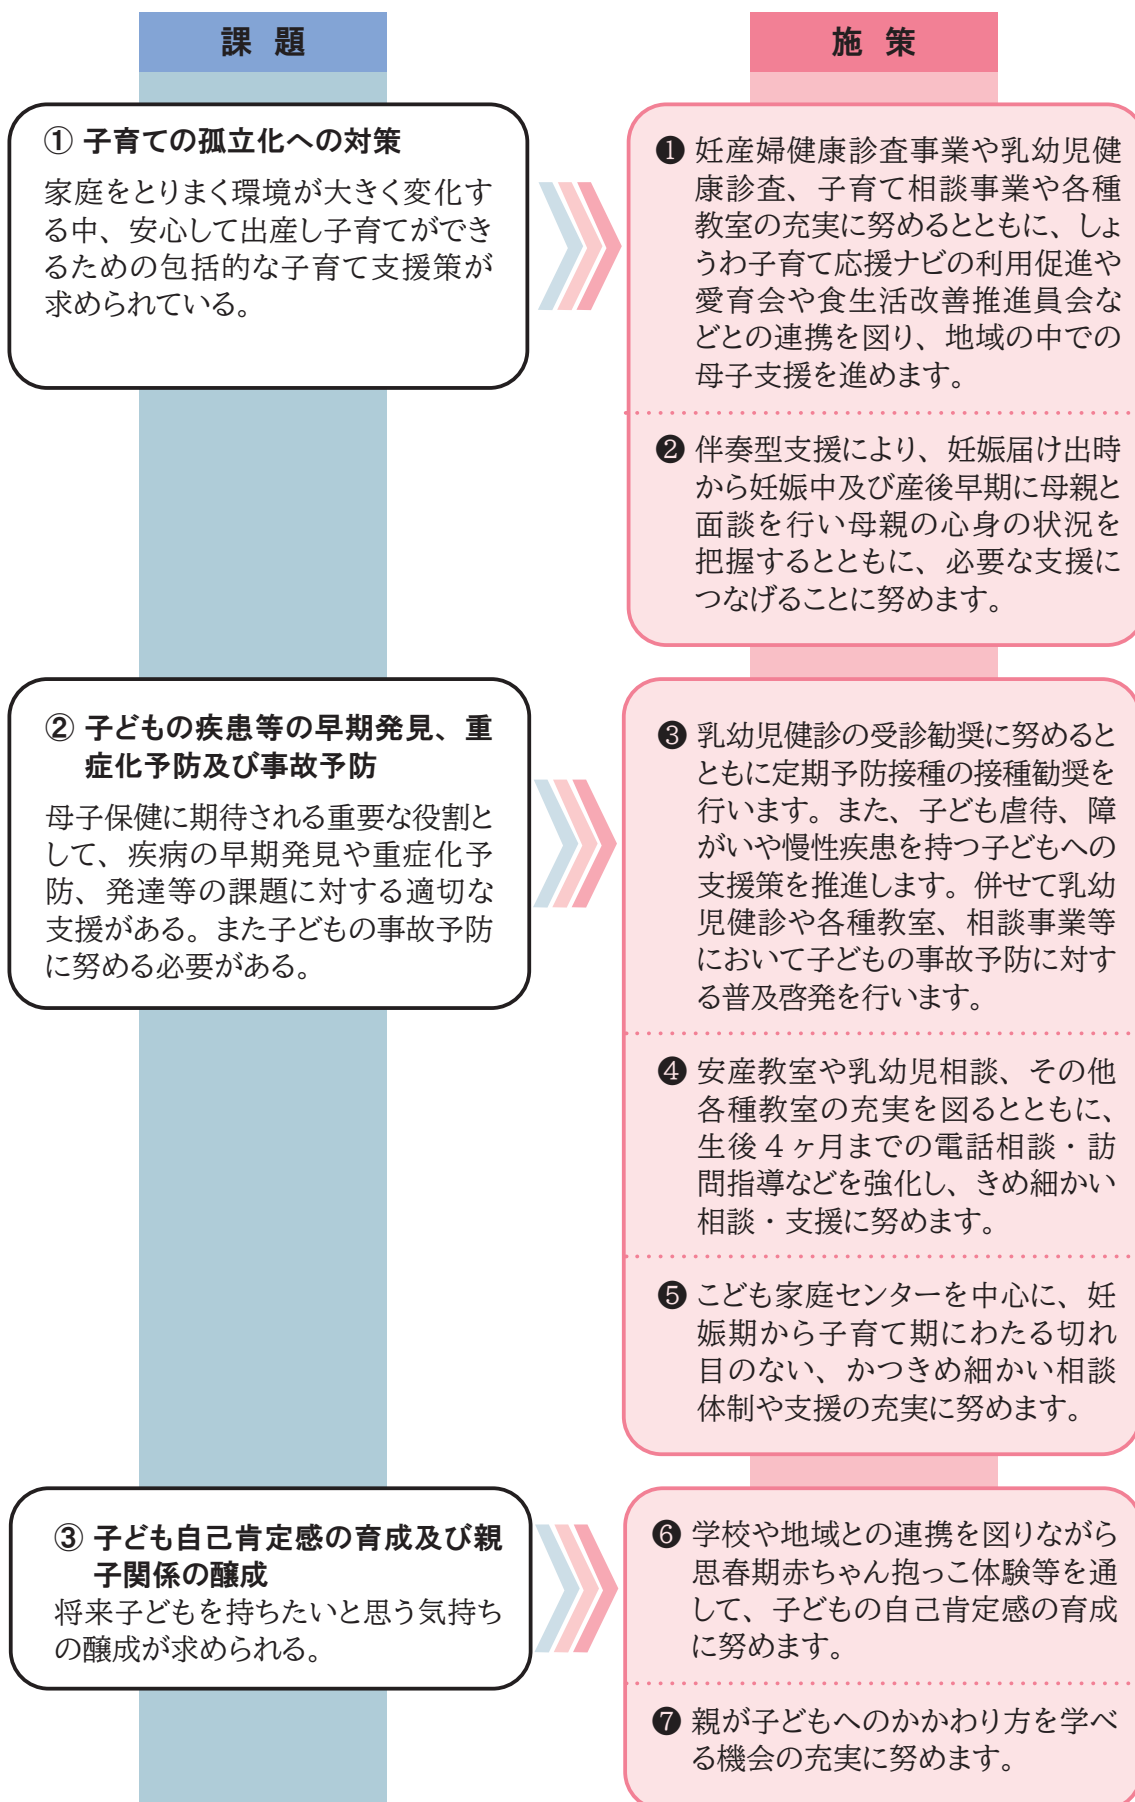 課 題
施 策
① 子育ての孤立化への対策
家庭をとりまく環境が大きく変化す
る中、安心して出産し子育てができ
るための包括的な子育て支援策が
求められている。
❶ 妊産婦健康診査事業や乳幼児健
康診査、子育て相談事業や各種
教室の充実に努めるとともに、しょ
うわ子育て応援ナビの利用促進や
愛育会や食生活改善推進員会な
どとの連携を図り、地域の中での
母子支援を進めます。
❷ 伴奏型支援により、妊娠届け出時
から妊娠中及び産後早期に母親と
面談を行い母親の心身の状況を
把握するとともに、必要な支援に
つなげることに努めます。
② 子どもの疾患等の早期発見、重
症化予防及び事故予防
母子保健に期待される重要な役割と
して、疾病の早期発見や重症化予
防、発達等の課題に対する適切な
支援がある。また子どもの事故予防
に努める必要がある。
❸ 乳幼児健診の受診勧奨に努めると
ともに定期予防接種の接種勧奨を
行います。また、子ども虐待、障
がいや慢性疾患を持つ子どもへの
支援策を推進します。併せて乳幼
児健診や各種教室、相談事業等
において子どもの事故予防に対す
る普及啓発を行います。
❹ 安産教室や乳幼児相談、その他
各種教室の充実を図るとともに、
生後４ヶ月までの電話相談・訪
問指導などを強化し、きめ細かい
相談・支援に努めます。
❺ こども家庭センターを中心に、妊
娠期から子育て期にわたる切れ
目のない、かつきめ細かい相談
体制や支援の充実に努めます。
③ 子ども自己肯定感の育成及び親
子関係の醸成
将来子どもを持ちたいと思う気持ち
の醸成が求められる。
❻ 学校や地域との連携を図りながら
思春期赤ちゃん抱っこ体験等を通
して、子どもの自己肯定感の育成
に努めます。
❼ 親が子どもへのかかわり方を学べ
る機会の充実に努めます。